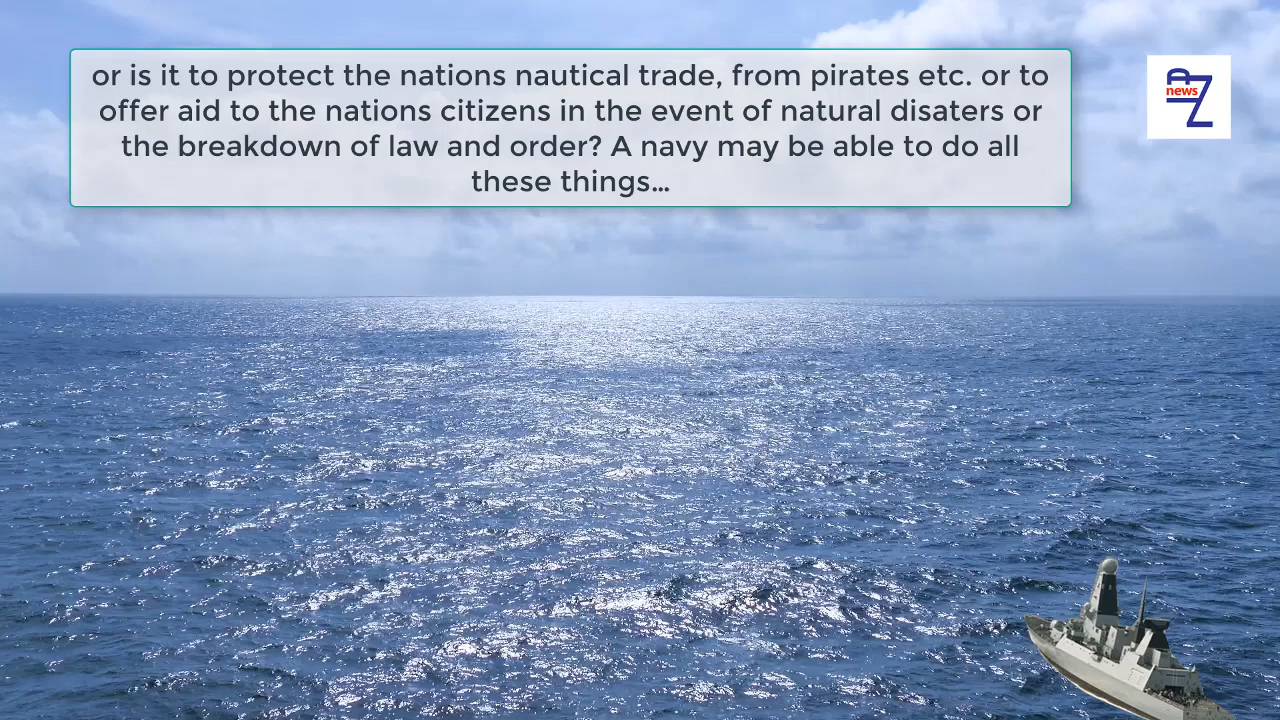 or is it to protect the nations nautical trade, from pirates etc. or to
offer aid to the nations citizens in the event of natural disaters or
the breakdown of law and order? A navy may be able to do all
these things...
A
news
Z